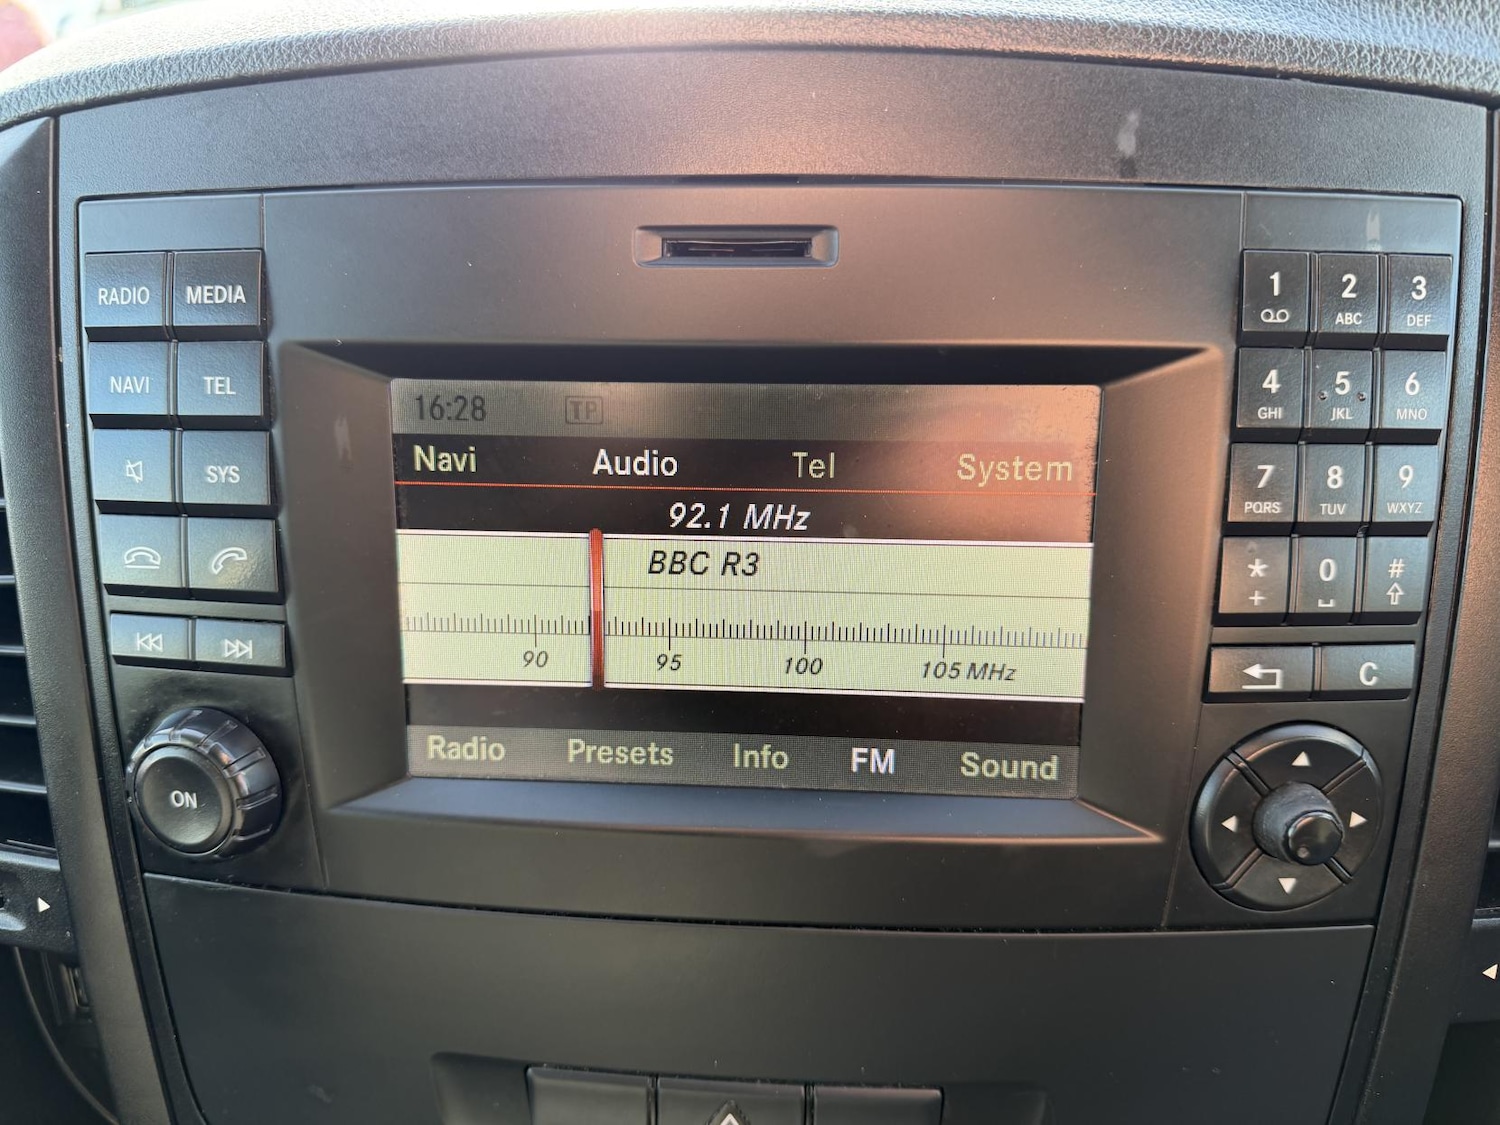 RADIO MEDIA
NAVI TEL
SYS
ON
16:28 TP
Navi Audio Tel System
92.1 MHz
BBC R3
90 95 100 105 MHz
Radio Presets Info FM Sound
1 2 3
ABC DEF
4 5 6
GHI JKL MNO
7 8 9
PQRS TUV WXYZ
* 0 #
+
C